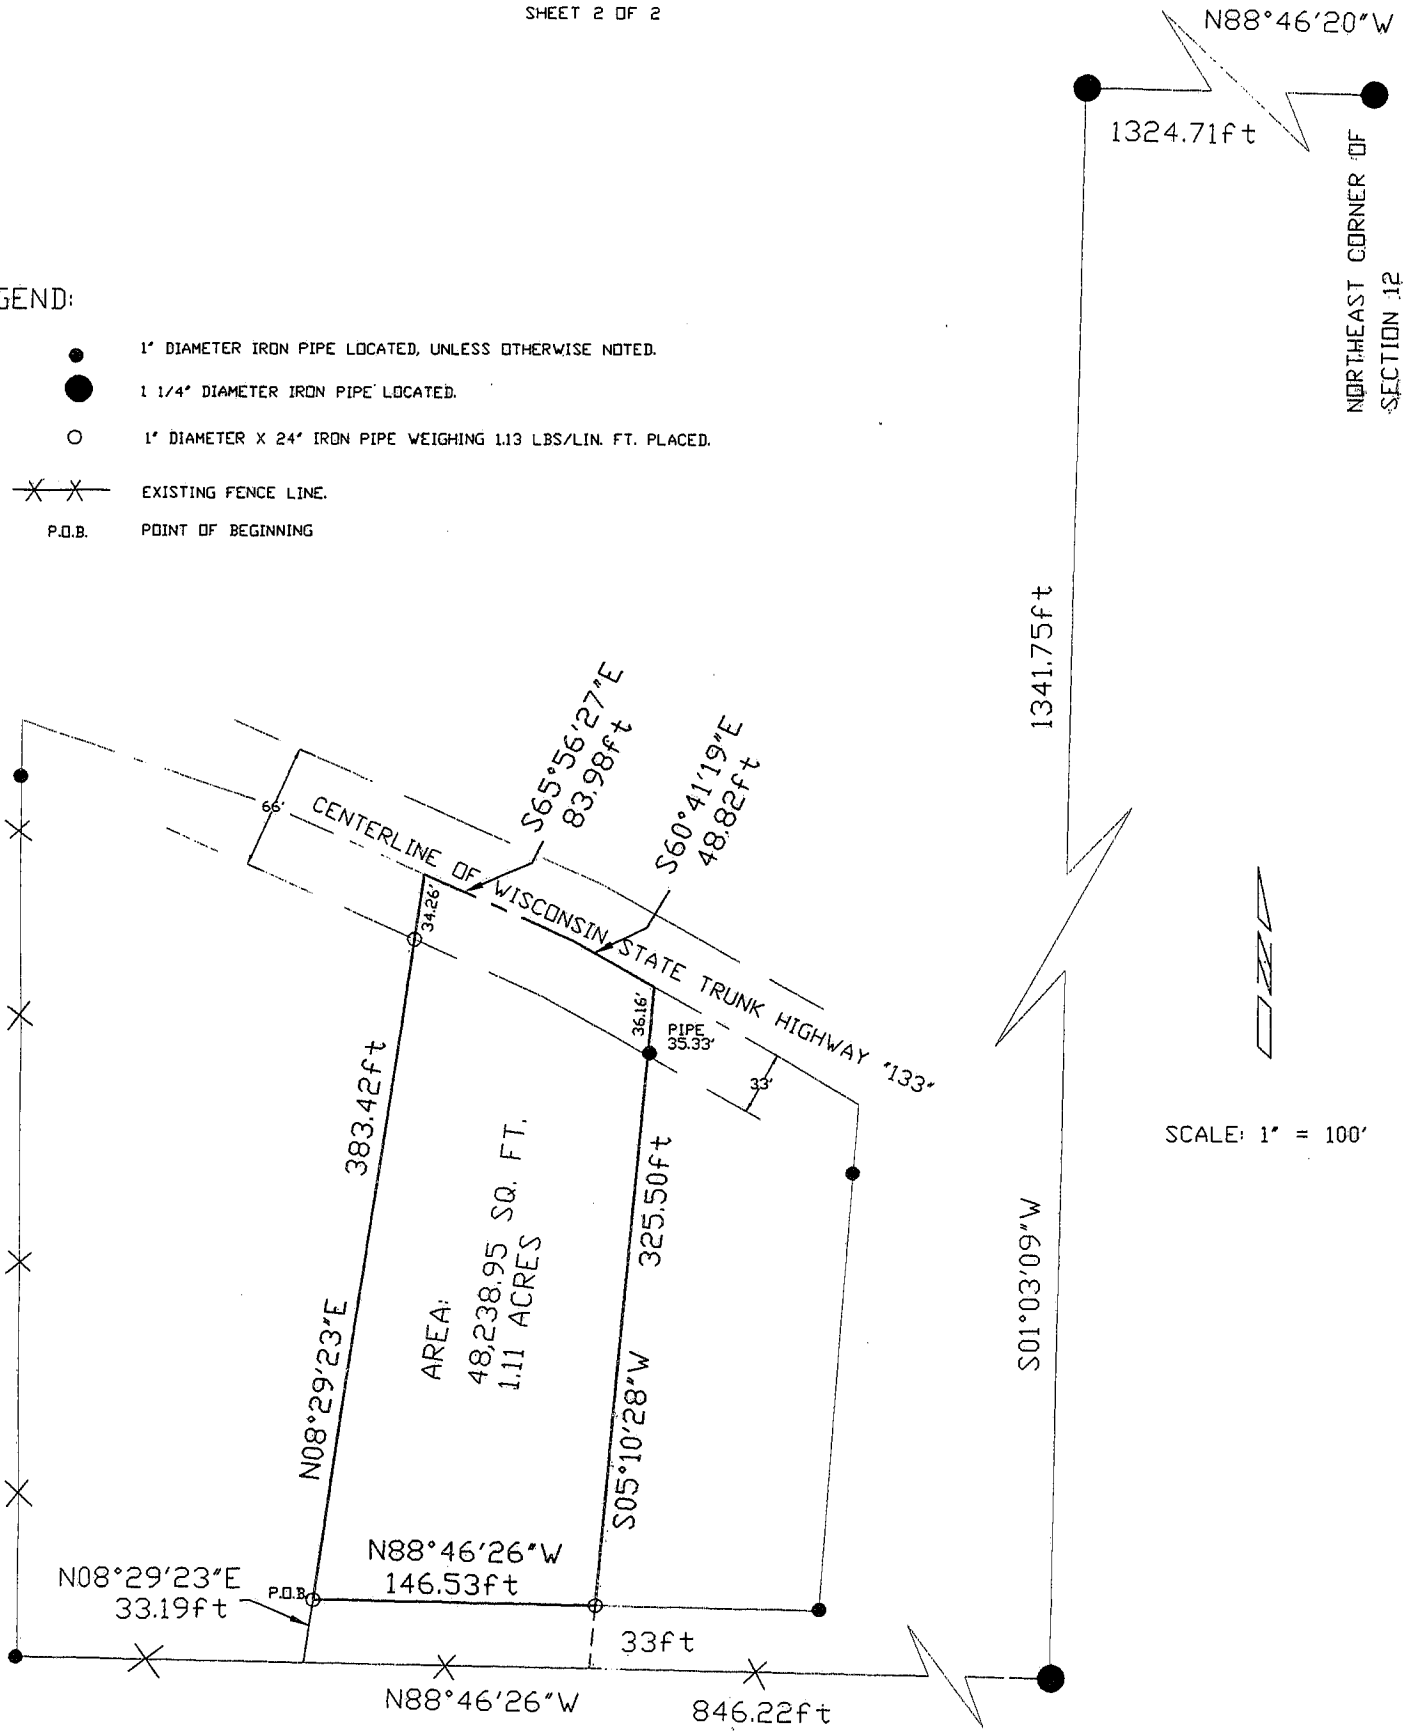 SHEET 2 OF 2
N88°46'20"W
1324.71ft
NORTHEAST CORNER OF
SECTION 12
GEND:
1" DIAMETER IRON PIPE LOCATED, UNLESS OTHERWISE NOTED.
1 1/4" DIAMETER IRON PIPE LOCATED.
1" DIAMETER X 24" IRON PIPE WEIGHING 1.13 LBS/LIN. FT. PLACED.
EXISTING FENCE LINE.
P.O.B. POINT OF BEGINNING
1341.75ft
S65°56'27"E
83.98ft
S60°41'19"E
48.82ft
66'
CENTERLINE OF WISCONSIN STATE TRUNK HIGHWAY "133"
34.26'
36.16'
PIPE
35.33'
33'
N
SCALE: 1" = 100'
383.42ft
N08°29'23"E
AREA:
48,238.95 SQ. FT.
1.11 ACRES
325.50ft
S05°10'28"W
S01°03'09"W
N88°46'26"W
146.53ft
N08°29'23"E
33.19ft
P.O.B.
33ft
N88°46'26"W
846.22ft